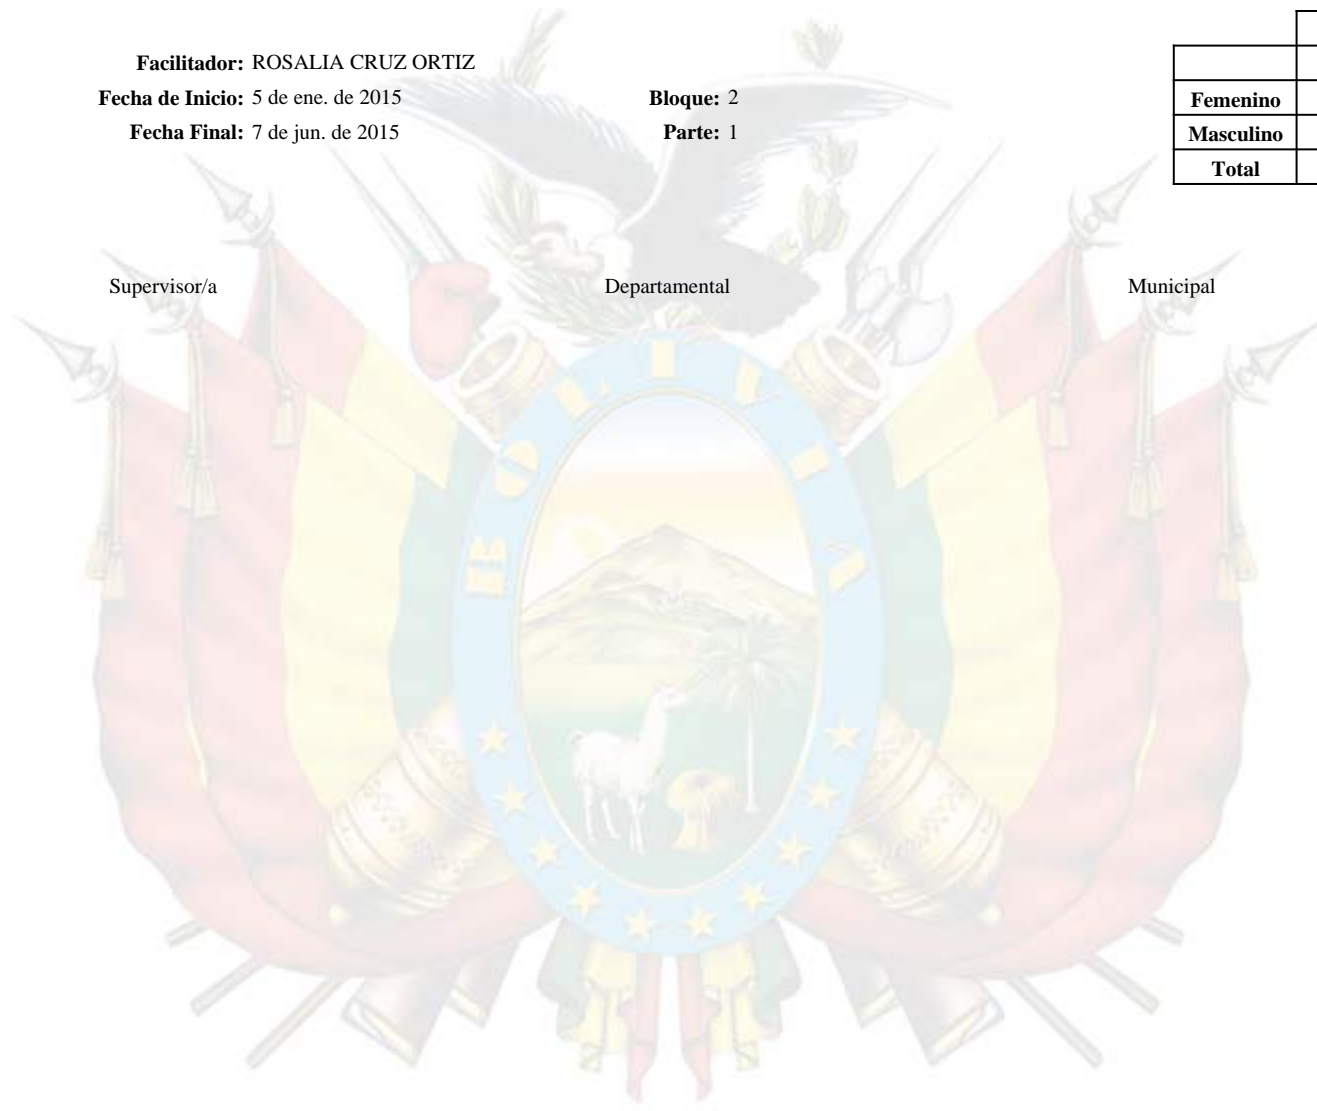 Facilitador: ROSALIA CRUZ ORTIZ
Fecha de Inicio: 5 de ene. de 2015 Bloque: 2
Femenino
Fecha Final: 7 de jun. de 2015 Parte: 1
Masculino
Total
Supervisor/a Departamental Municipal
BOLIVIA